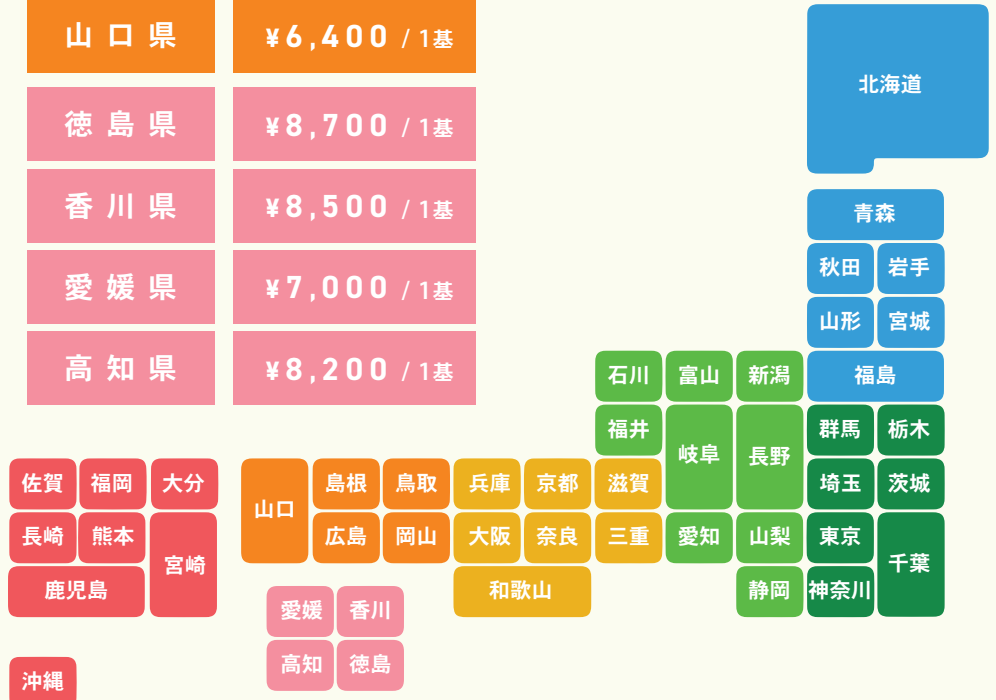 山口県 ¥6,400 / 1基
徳島県 ¥8,700 / 1基
香川県 ¥8,500 / 1基
愛媛県 ¥7,000 / 1基
高知県 ¥8,200 / 1基
北海道
青森
秋田 岩手
山形 宮城
石川 富山 新潟 福島
福井 岐阜 長野 群馬 栃木
佐賀 福岡 大分 山口 島根 鳥取 兵庫 京都 滋賀 埼玉 茨城
長崎 熊本 宮崎 広島 岡山 大阪 奈良 三重 愛知 山梨 東京 千葉
鹿児島 和歌山 静岡 神奈川
愛媛 香川
高知 徳島
沖縄